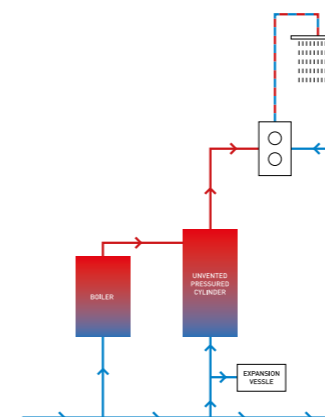 BOILER
UNVENTED
PRESSURED
CYLINDER
EXPANSION
VESSLE